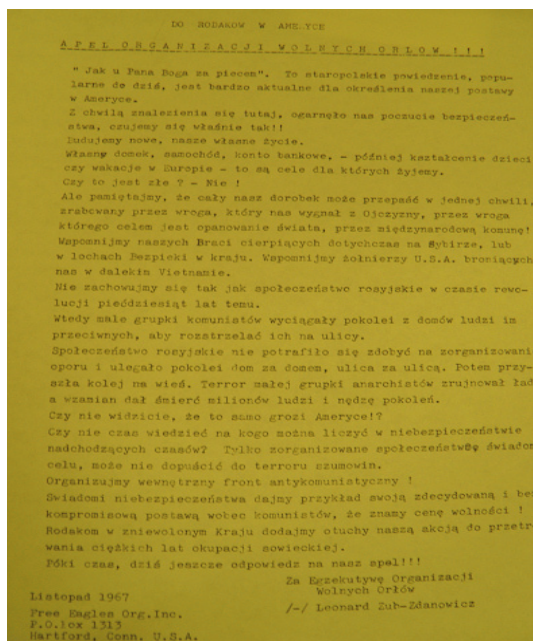 DO RODAKOW W AMERYCE
APEL ORGANIZACJI WOLNYCH ORLOW !!!
" Jak u Pana Boga za piecem". To staropolskie powiedzenie, popu-
larne do dziś, jest bardzo aktualne dla określenia naszej postawy
w Ameryce.
Z chwilą znalezienia się tutaj, ogarnęło nas poczucie bezpieczeń-
stwa, czujemy się właśnie tak!!
Budujemy nowe, nasze własne życie.
Własny domek, samochód, konto bankowe, - później kształcenie dzieci
czy wakacje w Europie - to są cele dla których żyjemy.
Czy to jest złe ? - Nie !
Ale pamiętajmy, że cały nasz dorobek może przepaść w jednej chwili,
zrabowany przez wroga, który nas wygnał z Ojczyzny, przez wroga
którego celem jest opanowanie świata, przez międzynarodową komunę!
Wspomnijmy naszych Braci cierpiących dotychczas na Sybirze, lub
w lochach Bezpieki w kraju. Wspomnijmy żołnierzy U.S.A. broniących
nas w dalekim Vietnamie.
Nie zachowujmy się tak jak społeczeństwo rosyjskie w czasie rewo-
lucji pięćdziesiąt lat temu.
Wtedy małe grupki komunistów wyciągały pokolei z domów ludzi im
przeciwnych, aby rozstrzelać ich na ulicy.
Społeczeństwo rosyjskie nie potrafiło się zdobyć na zorganizowani
oporu i ulegało pokolei dom za domem, ulica za ulicą. Potem przy-
szła kolej na wieś. Terror małej grupki anarchistów zrujnował ład
a wzamian dał śmierć milionów ludzi i nędzę pokoleń.
Czy nie widzicie, że to samo grozi Ameryce!?
Czy nie czas wiedzieć na kogo można liczyć w niebezpieczeństwie
nadchodzących czasów? Tylko zorganizowane społeczeństwo świadom
celu, może nie dopuścić do terroru szumowin.
Organizujmy wewnętrzny front antykomunistyczny !
Świadomi niebezpieczeństwa dajmy przykład swoją zdecydowaną i be
kompromisową postawą wobec komunistów, że znamy cenę wolności !
Rodakom w zniewolonym Kraju dodajmy otuchy naszą akcją do przetr
wania ciężkich lat okupacji sowieckiej.
Póki czas, dziś jeszcze odpowiedz na nasz apel!!!
Za Egzekutywę Organizacji
Wolnych Orłów
/-/ Leonard Zub-Zdanowicz
Listopad 1967
Free Eagles Org.Inc.
P.O.Box 1313
Hartford, Conn. U.S.A.